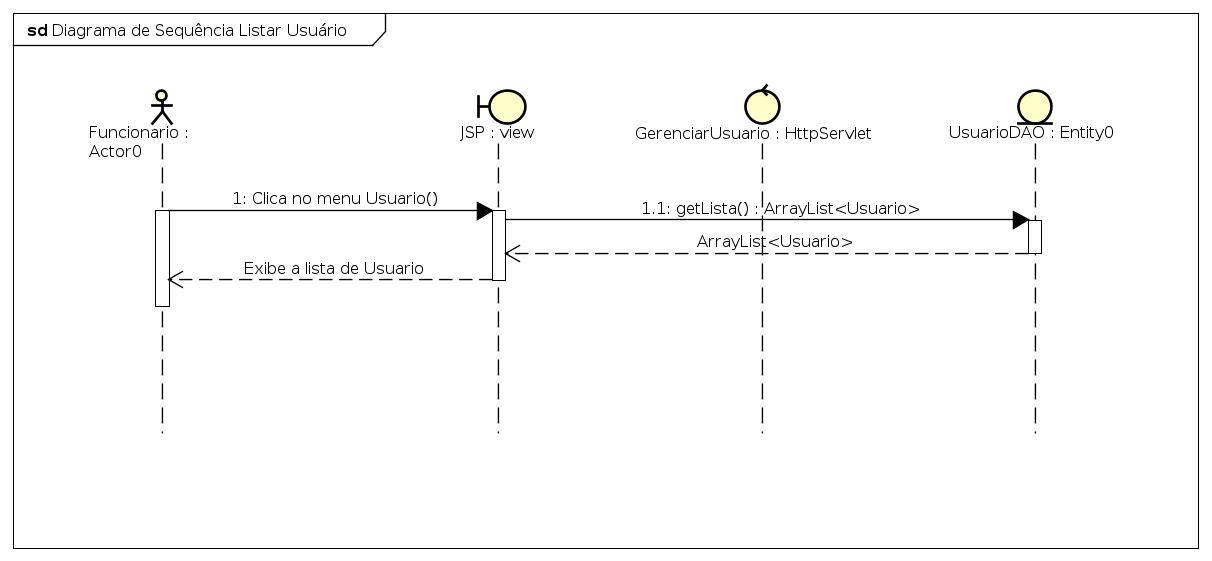 sd Diagrama de Sequência Listar Usuário
Funcionario :
Actor0
JSP : view
GerenciarUsuario : HttpServlet
UsuarioDAO : Entity0
1: Clica no menu Usuario()
1.1: getLista() : ArrayList<Usuario>
ArrayList<Usuario>
Exibe a lista de Usuario